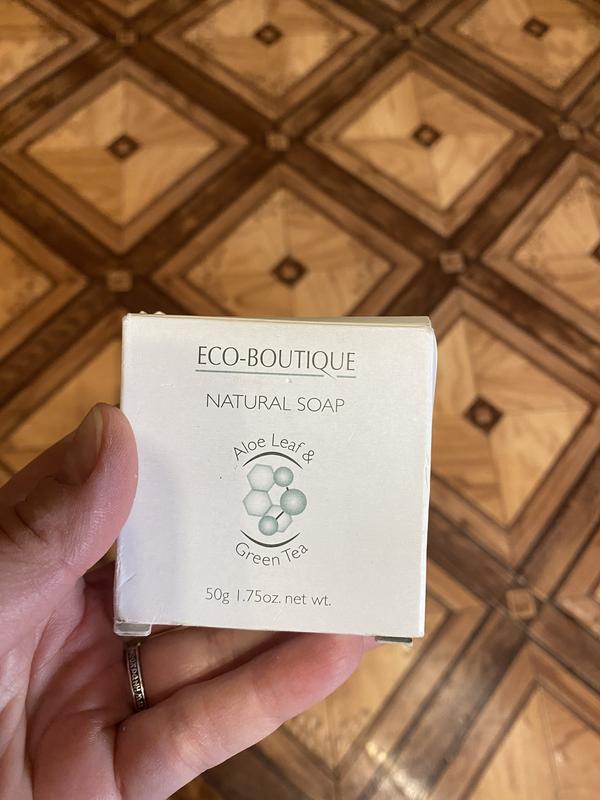 ECO-BOUTIQUE
NATURAL SOAP
Aloe Leaf &
Green Tea
50g 1.75oz. net wt.